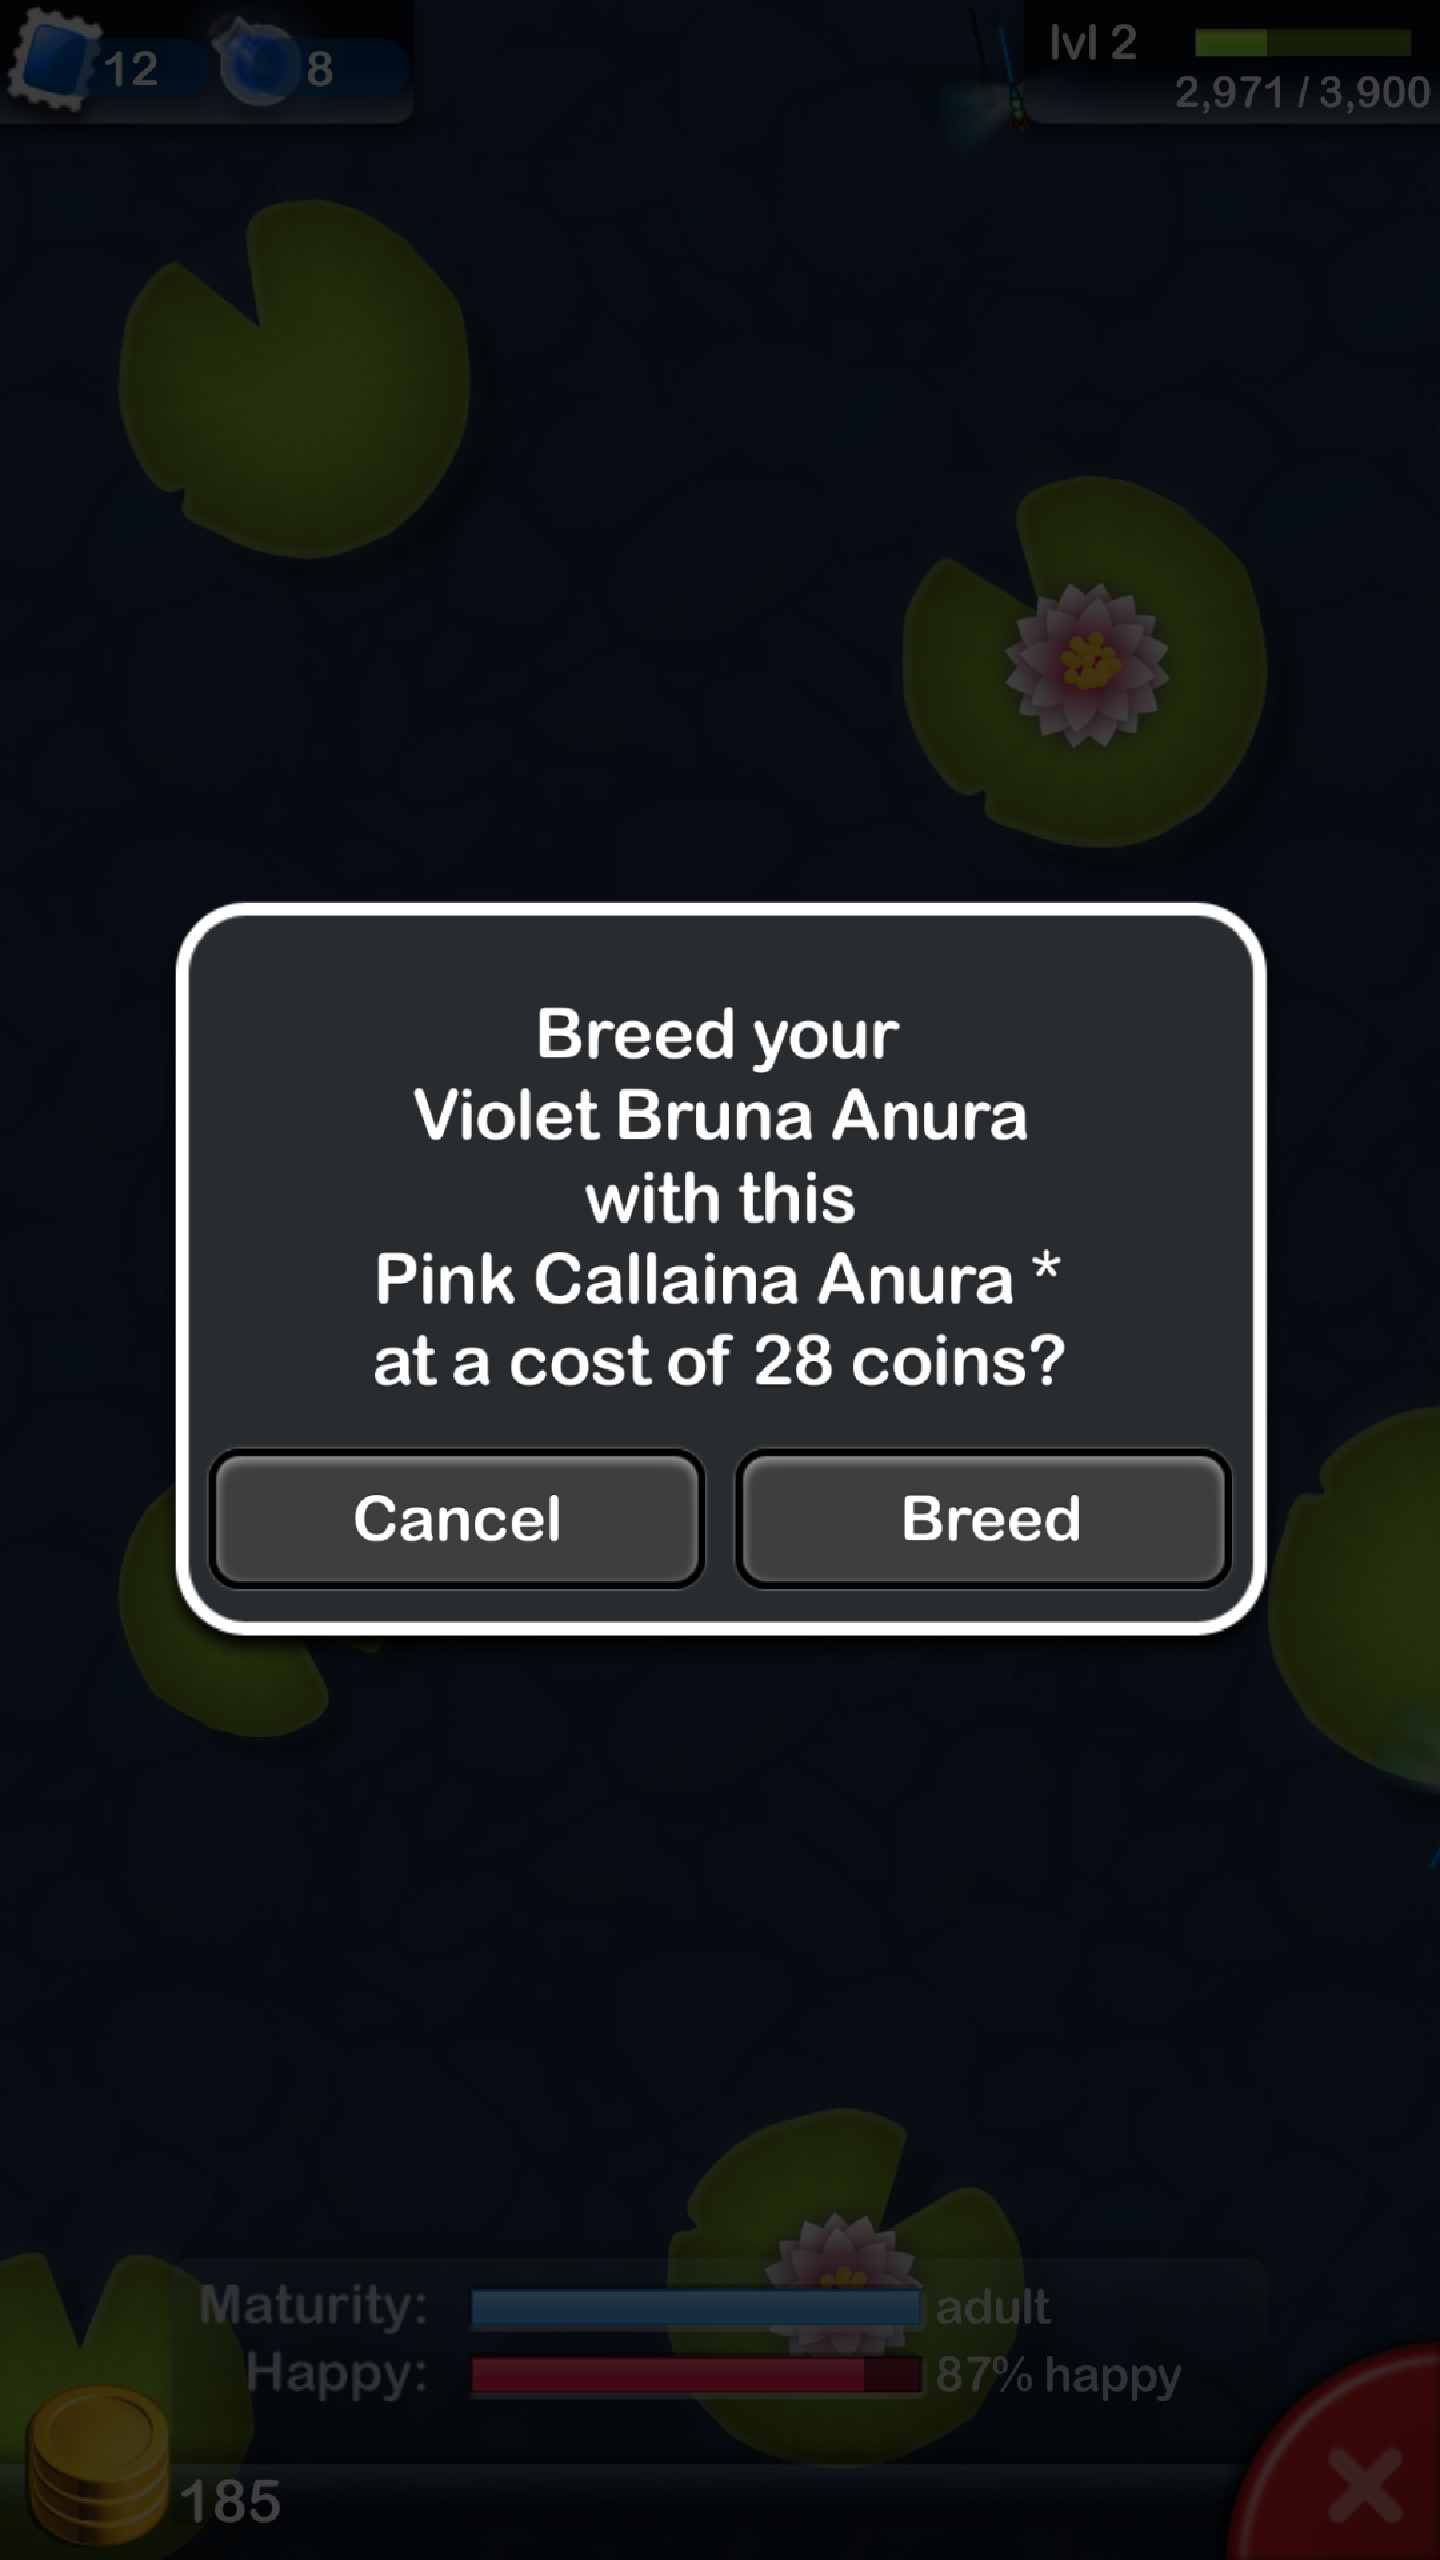 12
8
lvl 2
2,971 / 3,900
Breed your
Violet Bruna Anura
with this
Pink Callaina Anura *
at a cost of 28 coins?
Cancel
Breed
Maturity:
adult
Happy:
87% happy
185